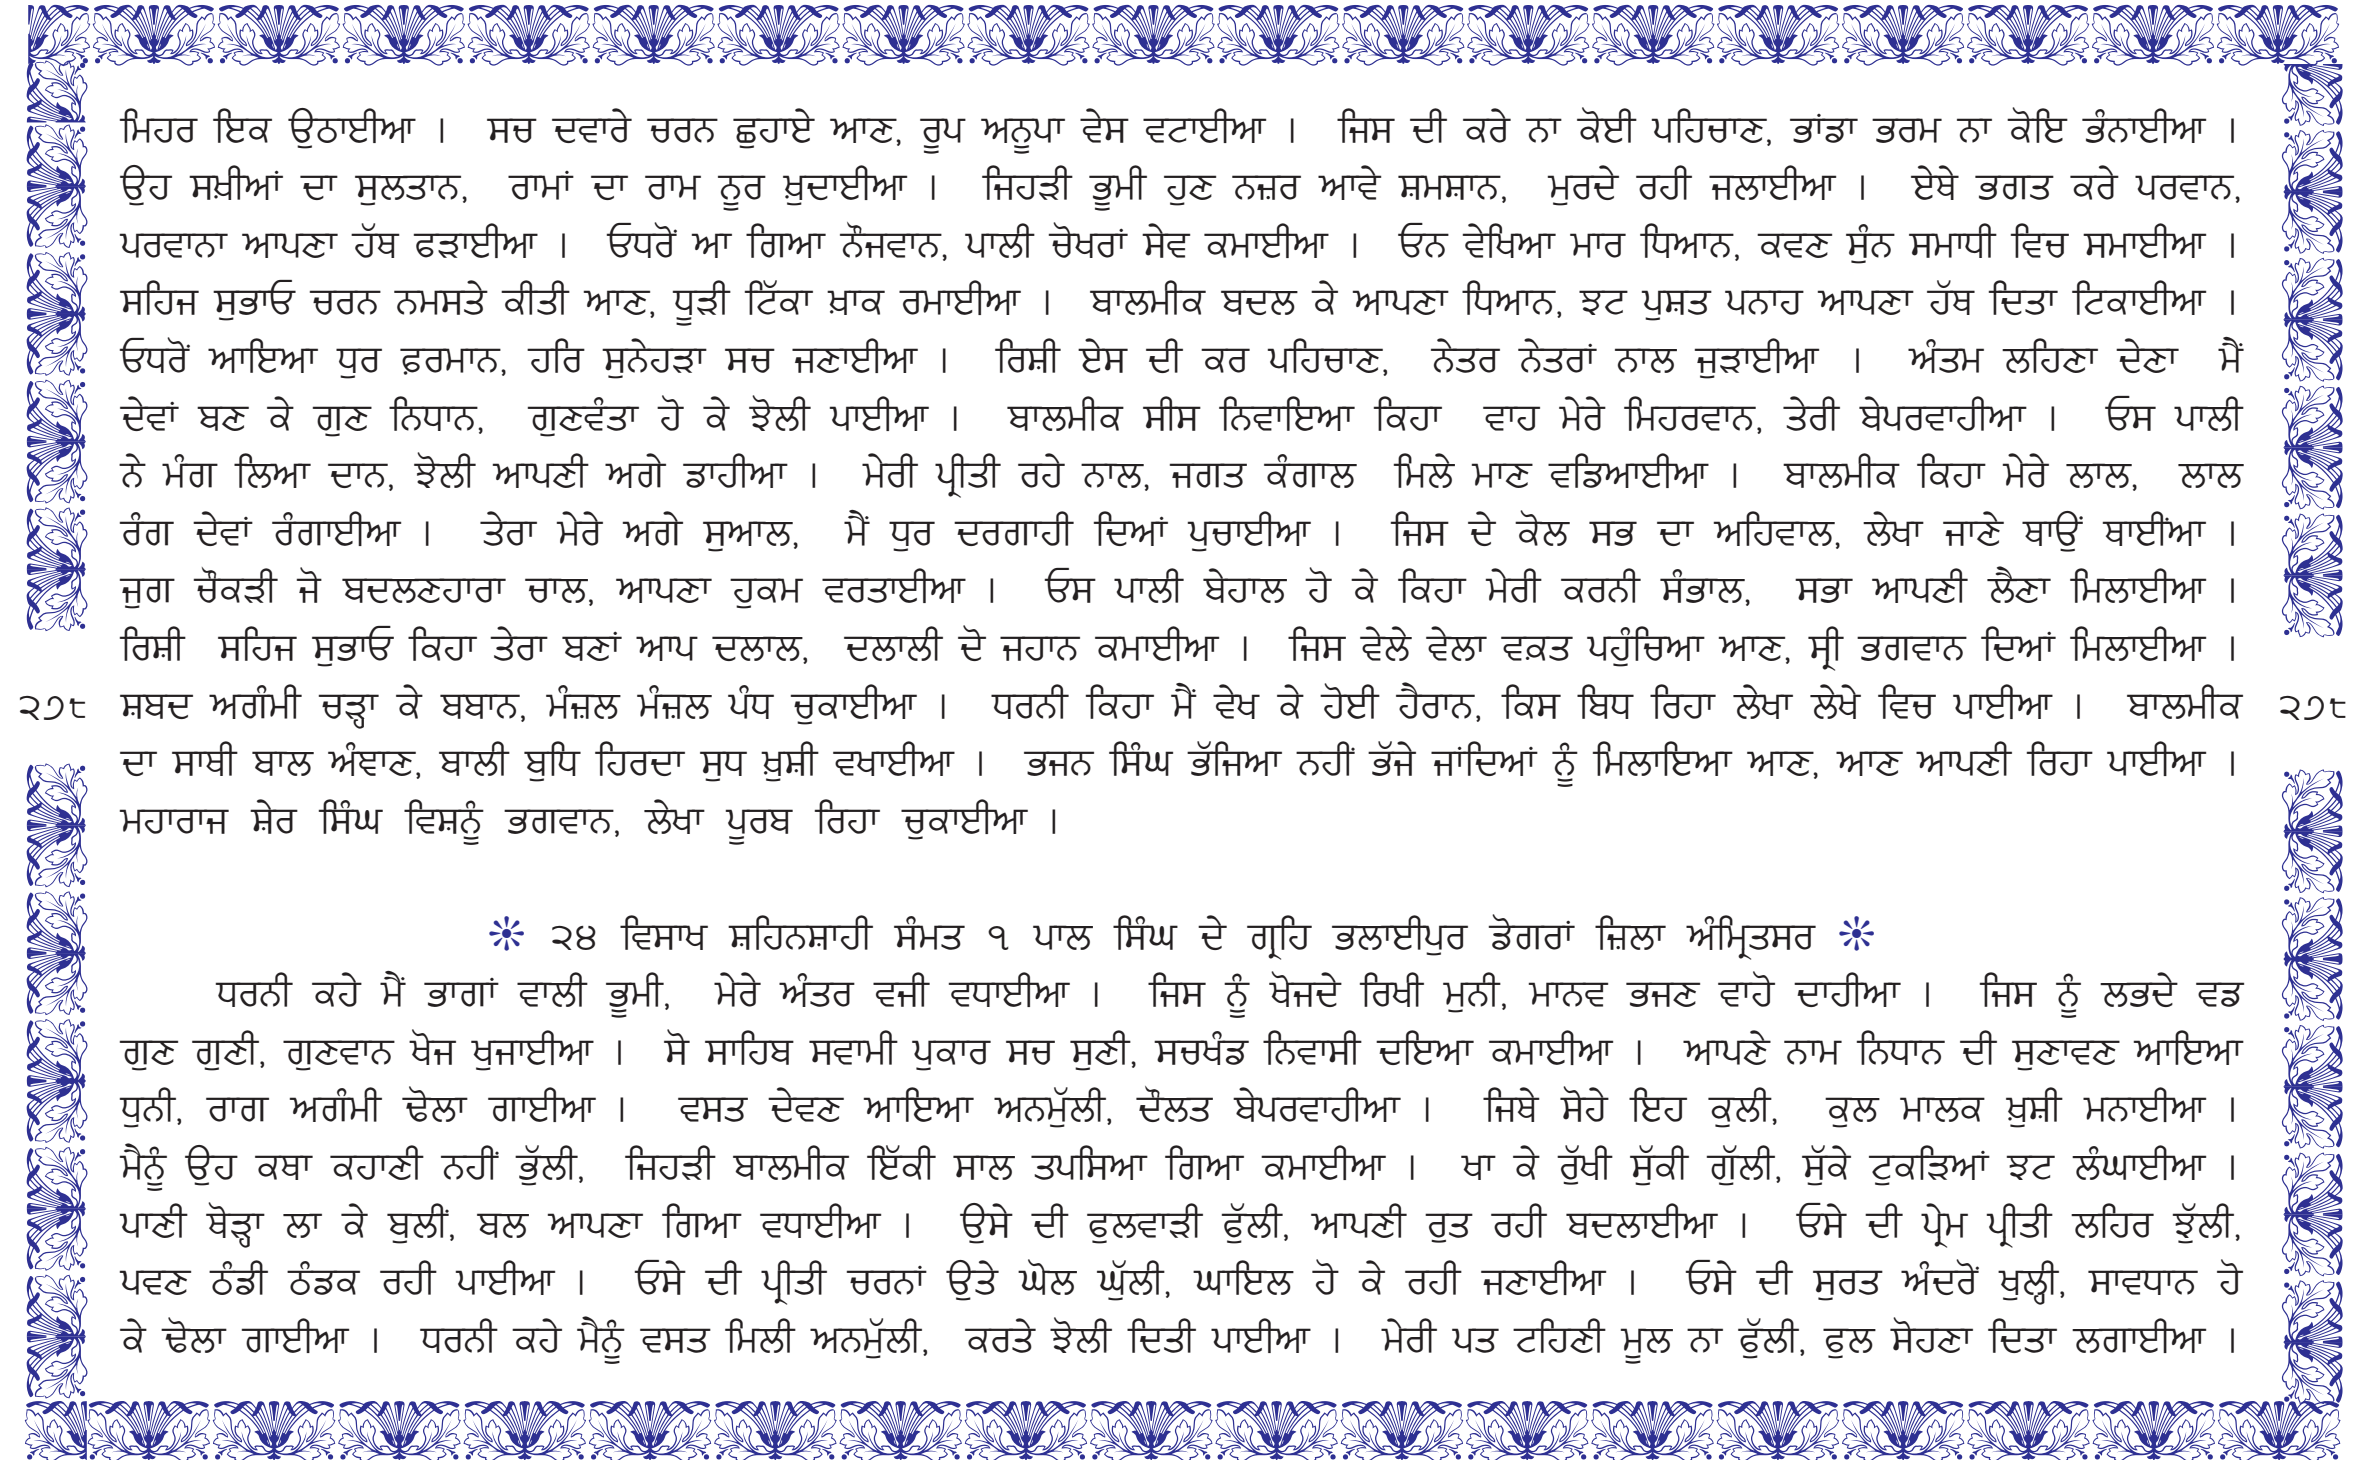 ਮਿਹਰ ਇਕ ਉਠਾਈਆ । ਸਚ ਦਵਾਰੇ ਚਰਨ ਛੁਹਾਏ ਆਣ, ਰੂਪ ਅਨੂਪਾ ਵੇਸ ਵਟਾਈਆ । ਜਿਸ ਦੀ ਕਰੇ ਨਾ ਕੋਈ ਪਹਿਚਾਣ, ਭਾਂਡਾ ਭਰਮ ਨਾ ਕੋਇ ਭੰਨਾਈਆ ।
ਉਹ ਸਖ਼ੀਆਂ ਦਾ ਸੁਲਤਾਨ, ਰਾਮਾਂ ਦਾ ਰਾਮ ਨੂਰ ਖ਼ੁਦਾਈਆ । ਜਿਹੜੀ ਭੂਮੀ ਹੁਣ ਨਜ਼ਰ ਆਵੇ ਸ਼ਮਸ਼ਾਨ, ਮੁਰਦੇ ਰਹੀ ਜਲਾਈਆ । ਏਥੇ ਭਗਤ ਕਰੇ ਪਰਵਾਨ,
ਪਰਵਾਨਾ ਆਪਣਾ ਹੱਥ ਫੜਾਈਆ । ਓਧਰੋਂ ਆ ਗਿਆ ਨੌਜਵਾਨ, ਪਾਲੀ ਚੋਖਰਾਂ ਸੇਵ ਕਮਾਈਆ । ਓਨ ਵੇਖਿਆ ਮਾਰ ਧਿਆਨ, ਕਵਣ ਸੁੰਨ ਸਮਾਧੀ ਵਿਚ ਸਮਾਈਆ ।
ਸਹਿਜ ਸੁਭਾਓ ਚਰਨ ਨਮਸਤੇ ਕੀਤੀ ਆਣ, ਧੂੜੀ ਟਿੱਕਾ ਖ਼ਾਕ ਰਮਾਈਆ । ਬਾਲਮੀਕ ਬਦਲ ਕੇ ਆਪਣਾ ਧਿਆਨ, ਝਟ ਪੁਸ਼ਤ ਪਨਾਹ ਆਪਣਾ ਹੱਥ ਦਿਤਾ ਟਿਕਾਈਆ ।
ਓਧਰੋਂ ਆਇਆ ਧੁਰ ਫ਼ਰਮਾਨ, ਹਰਿ ਸੁਨੇਹੜਾ ਸਚ ਜਣਾਈਆ । ਰਿਸ਼ੀ ਏਸ ਦੀ ਕਰ ਪਹਿਚਾਣ, ਨੇਤਰ ਨੇਤਰਾਂ ਨਾਲ ਜੁੜਾਈਆ । ਅੰਤਮ ਲਹਿਣਾ ਦੇਣਾ ਮੈਂ
ਦੇਵਾਂ ਬਣ ਕੇ ਗੁਣ ਨਿਧਾਨ, ਗੁਣਵੰਤਾ ਹੋ ਕੇ ਝੋਲੀ ਪਾਈਆ । ਬਾਲਮੀਕ ਸੀਸ ਨਿਵਾਇਆ ਕਿਹਾ ਵਾਹ ਮੇਰੇ ਮਿਹਰਵਾਨ, ਤੇਰੀ ਬੇਪਰਵਾਹੀਆ । ਓਸ ਪਾਲੀ
ਨੇ ਮੰਗ ਲਿਆ ਦਾਨ, ਝੋਲੀ ਆਪਣੀ ਅਗੇ ਡਾਹੀਆ । ਮੇਰੀ ਪ੍ਰੀਤੀ ਰਹੇ ਨਾਲ, ਜਗਤ ਕੰਗਾਲ ਮਿਲੇ ਮਾਣ ਵਡਿਆਈਆ । ਬਾਲਮੀਕ ਕਿਹਾ ਮੇਰੇ ਲਾਲ, ਲਾਲ
ਰੰਗ ਦੇਵਾਂ ਰੰਗਾਈਆ । ਤੇਰਾ ਮੇਰੇ ਅਗੇ ਸੁਆਲ, ਮੈਂ ਧੁਰ ਦਰਗਾਹੀ ਦਿਆਂ ਪੁਚਾਈਆ । ਜਿਸ ਦੇ ਕੋਲ ਸਭ ਦਾ ਅਹਿਵਾਲ, ਲੇਖਾ ਜਾਣੇ ਥਾਉਂ ਥਾਈਂਆ ।
ਜੁਗ ਚੌਕੜੀ ਜੋ ਬਦਲਣਹਾਰਾ ਚਾਲ, ਆਪਣਾ ਹੁਕਮ ਵਰਤਾਈਆ । ਓਸ ਪਾਲੀ ਬੇਹਾਲ ਹੋ ਕੇ ਕਿਹਾ ਮੇਰੀ ਕਰਨੀ ਸੰਭਾਲ, ਸਭਾ ਆਪਣੀ ਲੈਣਾ ਮਿਲਾਈਆ ।
ਰਿਸ਼ੀ ਸਹਿਜ ਸੁਭਾਓ ਕਿਹਾ ਤੇਰਾ ਬਣਾਂ ਆਪ ਦਲਾਲ, ਦਲਾਲੀ ਦੋ ਜਹਾਨ ਕਮਾਈਆ । ਜਿਸ ਵੇਲੇ ਵੇਲਾ ਵਕ਼ਤ ਪਹੁੰਚਿਆ ਆਣ, ਸ੍ਰੀ ਭਗਵਾਨ ਦਿਆਂ ਮਿਲਾਈਆ ।
੨੭੮ ਸ਼ਬਦ ਅਗੰਮੀ ਚੜ੍ਹਾ ਕੇ ਬਬਾਨ, ਮੰਜ਼ਲ ਮੰਜ਼ਲ ਪੰਧ ਚੁਕਾਈਆ । ਧਰਨੀ ਕਿਹਾ ਮੈਂ ਵੇਖ ਕੇ ਹੋਈ ਹੈਰਾਨ, ਕਿਸ ਬਿਧ ਰਿਹਾ ਲੇਖਾ ਲੇਖੇ ਵਿਚ ਪਾਈਆ । ਬਾਲਮੀਕ ੨੭੮
ਦਾ ਸਾਥੀ ਬਾਲ ਅੰਞਾਣ, ਬਾਲੀ ਬੁਧਿ ਹਿਰਦਾ ਸੁਧ ਖ਼ੁਸ਼ੀ ਵਖਾਈਆ । ਭਜਨ ਸਿੰਘ ਭੱਜਿਆ ਨਹੀਂ ਭੱਜੇ ਜਾਂਦਿਆਂ ਨੂੰ ਮਿਲਾਇਆ ਆਣ, ਆਣ ਆਪਣੀ ਰਿਹਾ ਪਾਈਆ ।
ਮਹਾਰਾਜ ਸ਼ੇਰ ਸਿੰਘ ਵਿਸ਼ਨੂੰ ਭਗਵਾਨ, ਲੇਖਾ ਪੂਰਬ ਰਿਹਾ ਚੁਕਾਈਆ ।
❊ ੨੪ ਵਿਸਾਖ ਸ਼ਹਿਨਸ਼ਾਹੀ ਸੰਮਤ ੧ ਪਾਲ ਸਿੰਘ ਦੇ ਗ੍ਰਹਿ ਭਲਾਈਪੁਰ ਡੋਗਰਾਂ ਜ਼ਿਲਾ ਅੰਮ੍ਰਿਤਸਰ ❊
ਧਰਨੀ ਕਹੇ ਮੈਂ ਭਾਗਾਂ ਵਾਲੀ ਭੂਮੀ, ਮੇਰੇ ਅੰਤਰ ਵਜੀ ਵਧਾਈਆ । ਜਿਸ ਨੂੰ ਖੋਜਦੇ ਰਿਖੀ ਮੁਨੀ, ਮਾਨਵ ਭਜਣ ਵਾਹੋ ਦਾਹੀਆ । ਜਿਸ ਨੂੰ ਲਭਦੇ ਵਡ
ਗੁਣ ਗੁਣੀ, ਗੁਣਵਾਨ ਖੋਜ ਖੁਜਾਈਆ । ਸੋ ਸਾਹਿਬ ਸਵਾਮੀ ਪੁਕਾਰ ਸਚ ਸੁਣੀ, ਸਚਖੰਡ ਨਿਵਾਸੀ ਦਇਆ ਕਮਾਈਆ । ਆਪਣੇ ਨਾਮ ਨਿਧਾਨ ਦੀ ਸੁਣਾਵਣ ਆਇਆ
ਧੁਨੀ, ਰਾਗ ਅਗੰਮੀ ਢੋਲਾ ਗਾਈਆ । ਵਸਤ ਦੇਵਣ ਆਇਆ ਅਨਮੁੱਲੀ, ਦੌਲਤ ਬੇਪਰਵਾਹੀਆ । ਜਿਥੇ ਸੋਹੇ ਇਹ ਕੁਲੀ, ਕੁਲ ਮਾਲਕ ਖ਼ੁਸ਼ੀ ਮਨਾਈਆ ।
ਮੈਨੂੰ ਉਹ ਕਥਾ ਕਹਾਣੀ ਨਹੀਂ ਭੁੱਲੀ, ਜਿਹੜੀ ਬਾਲਮੀਕ ਇੱਕੀ ਸਾਲ ਤਪਸਿਆ ਗਿਆ ਕਮਾਈਆ । ਖਾ ਕੇ ਰੁੱਖੀ ਸੁੱਕੀ ਗੁੱਲੀ, ਸੁੱਕੇ ਟੁਕੜਿਆਂ ਝਟ ਲੰਘਾਈਆ ।
ਪਾਣੀ ਥੋੜ੍ਹਾ ਲਾ ਕੇ ਬੁਲੀਂ, ਬਲ ਆਪਣਾ ਗਿਆ ਵਧਾਈਆ । ਉਸੇ ਦੀ ਫੁਲਵਾੜੀ ਫੁੱਲੀ, ਆਪਣੀ ਰੁਤ ਰਹੀ ਬਦਲਾਈਆ । ਓਸੇ ਦੀ ਪ੍ਰੇਮ ਪ੍ਰੀਤੀ ਲਹਿਰ ਝੁੱਲੀ,
ਪਵਣ ਠੰਡੀ ਠੰਡਕ ਰਹੀ ਪਾਈਆ । ਓਸੇ ਦੀ ਪ੍ਰੀਤੀ ਚਰਨਾਂ ਉਤੇ ਘੋਲ ਘੁੱਲੀ, ਘਾਇਲ ਹੋ ਕੇ ਰਹੀ ਜਣਾਈਆ । ਓਸੇ ਦੀ ਸੁਰਤ ਅੰਦਰੋਂ ਖੁਲ੍ਹੀ, ਸਾਵਧਾਨ ਹੋ
ਕੇ ਢੋਲਾ ਗਾਈਆ । ਧਰਨੀ ਕਹੇ ਮੈਨੂੰ ਵਸਤ ਮਿਲੀ ਅਨਮੁੱਲੀ, ਕਰਤੇ ਝੋਲੀ ਦਿਤੀ ਪਾਈਆ । ਮੇਰੀ ਪਤ ਟਹਿਣੀ ਮੂਲ ਨਾ ਫੁੱਲੀ, ਫੁਲ ਸੋਹਣਾ ਦਿਤਾ ਲਗਾਈਆ ।